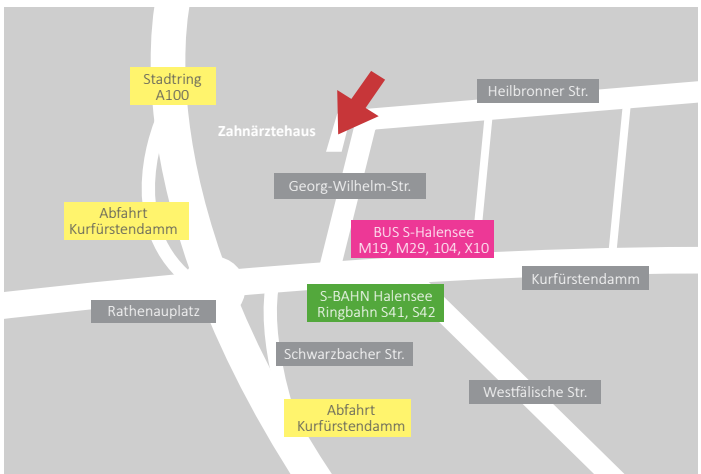 Stadtring
A100
Heilbronner Str.
Zahnärztehaus
Georg-Wilhelm-Str.
Abfahrt
Kurfürstendamm
BUS S-Halensee
M19, M29, 104, X10
Kurfürstendamm
S-BAHN Halensee
Ringbahn S41, S42
Rathenauplatz
Schwarzbacher Str.
Westfälische Str.
Abfahrt
Kurfürstendamm